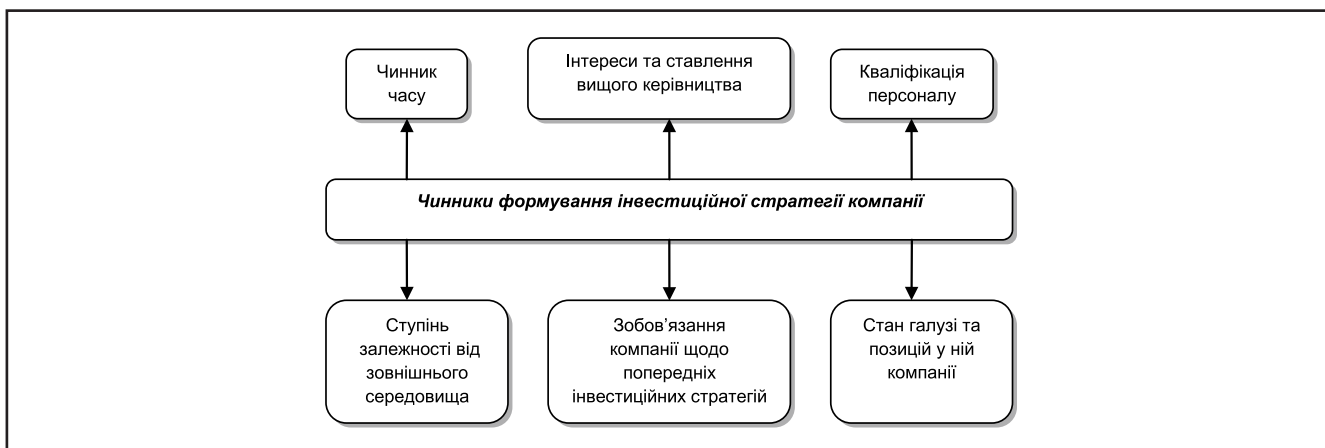 Чинник
часу
Інтереси та ставлення
вищого керівництва
Кваліфікація
персоналу
Чинники формування інвестиційної стратегії компанії
Ступінь
залежності від
зовнішнього
середовища
Зобов’язання
компанії щодо
попередніх
інвестиційних стратегій
Стан галузі та
позицій у ній
компанії